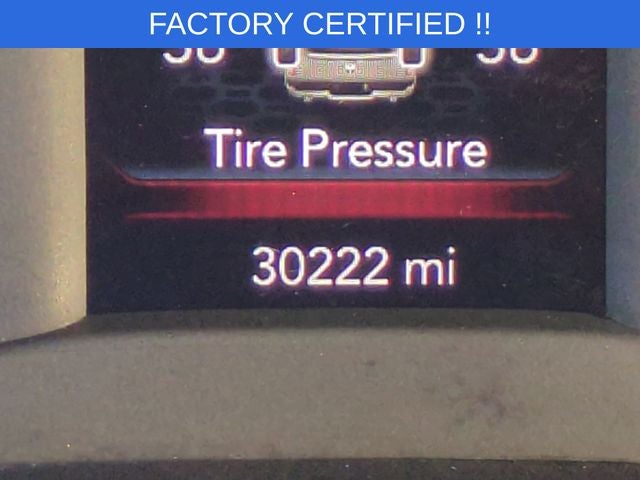 FACTORY CERTIFIED !!
Tire Pressure
30222 mi